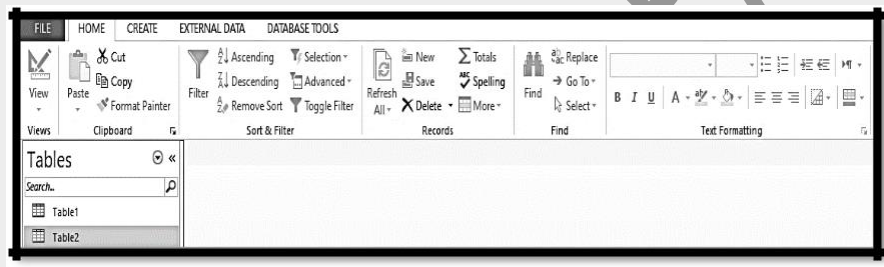 FILE HOME CREATE EXTERNAL DATA DATABASE TOOLS
View
Paste
Cut
Copy
Format Painter
Filter
Ascending
Descending
Remove Sort
Selection
Advanced
Toggle Filter
Refresh
All
New
Save
Delete
Totals
Spelling
More
Find
Replace
Go To
Select
B I U A
Views Clipboard Sort & Filter Records Find Text Formatting
Tables
Search..
Table1
Table2